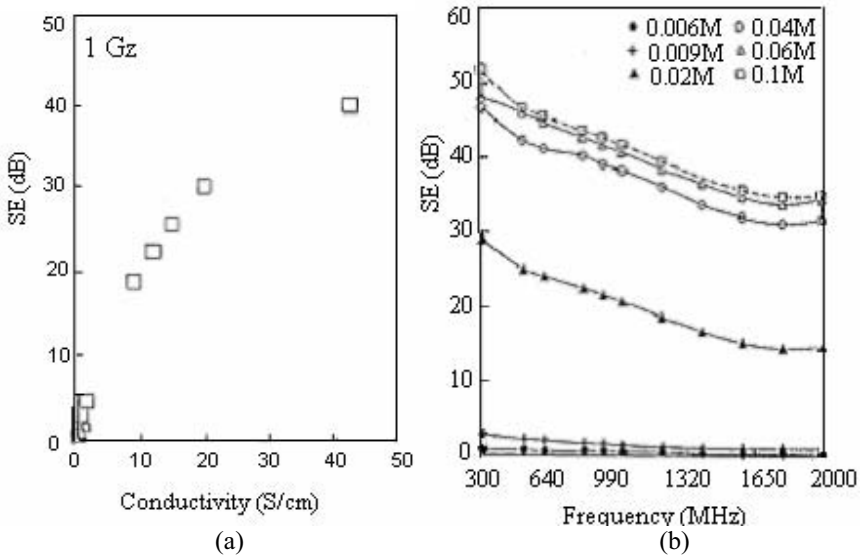 50
40
30
20
10
0
SE (dB)
1 Gz
0 10 20 30 40 50
Conductivity (S/cm)
(a)
60
50
40
30
20
10
0
SE (dB)
0.006M 0.04M
0.009M 0.06M
0.02M 0.1M
300 640 990 1320 1650 2000
Frequency (MHz)
(b)